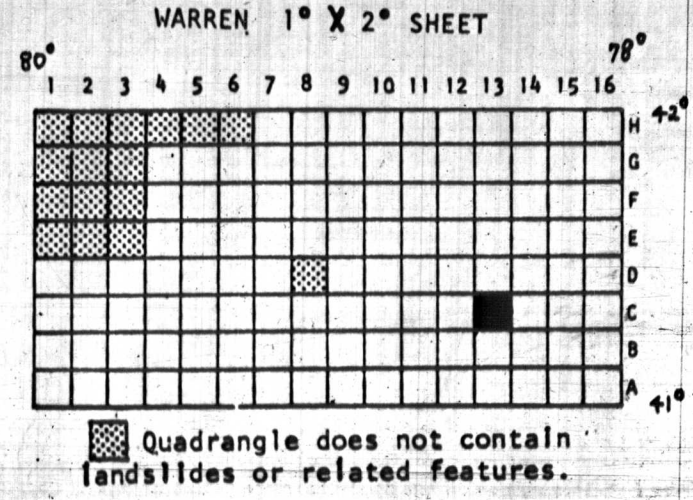 WARREN 1° X 2° SHEET
80° 78°
1 2 3 4 5 6 7 8 9 10 11 12 13 14 15 16
H 42°
G
F
E
D
C
B
A 41°
Quadrangle does not contain
landslides or related features.